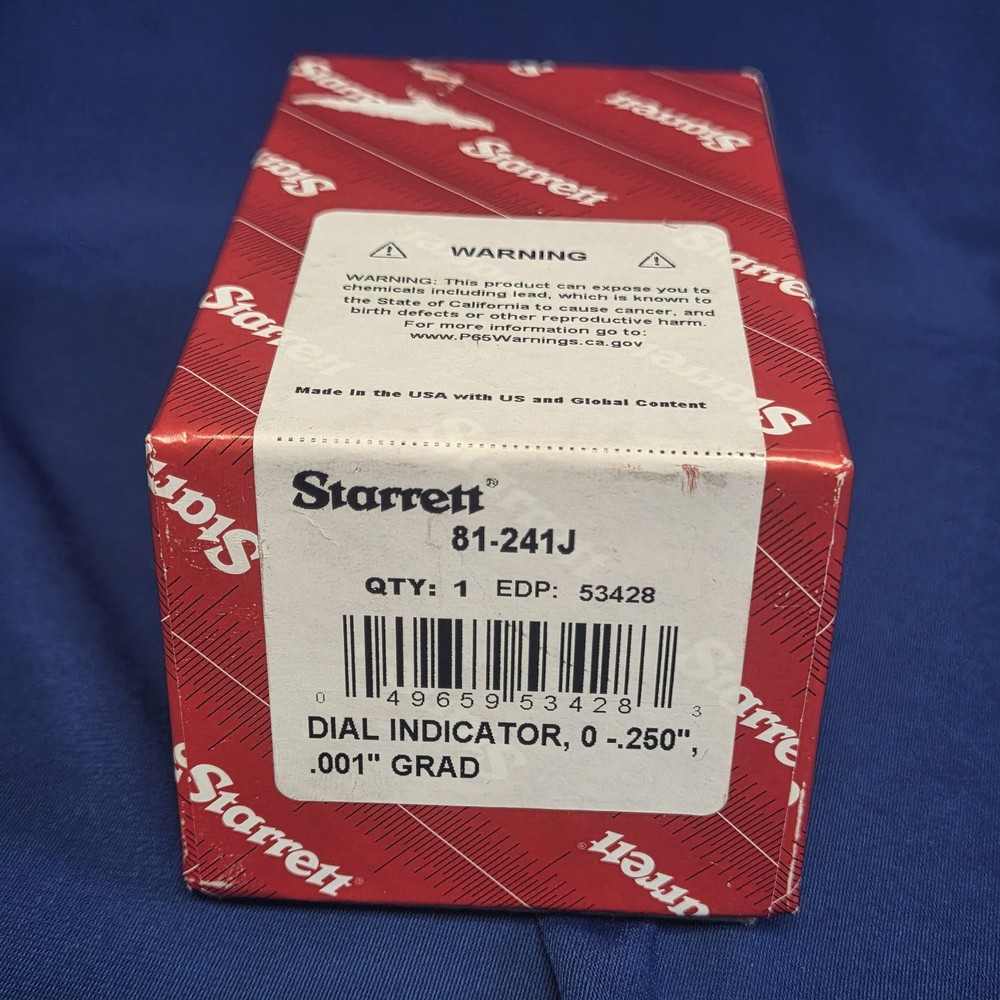 Starrett
Starrett
Starrett
WARNING
WARNING: This product can expose you to
chemicals including lead, which is known to
the State of California to cause cancer, and
birth defects or other reproductive harm.
For more information go to:
www.P65Warnings.ca.gov
Made in the USA with US and Global Content
Starrett®
81-241J
QTY: 1 EDP: 53428
0 49659 53428 3
DIAL INDICATOR, 0 -.250",
.001" GRAD
Starrett®